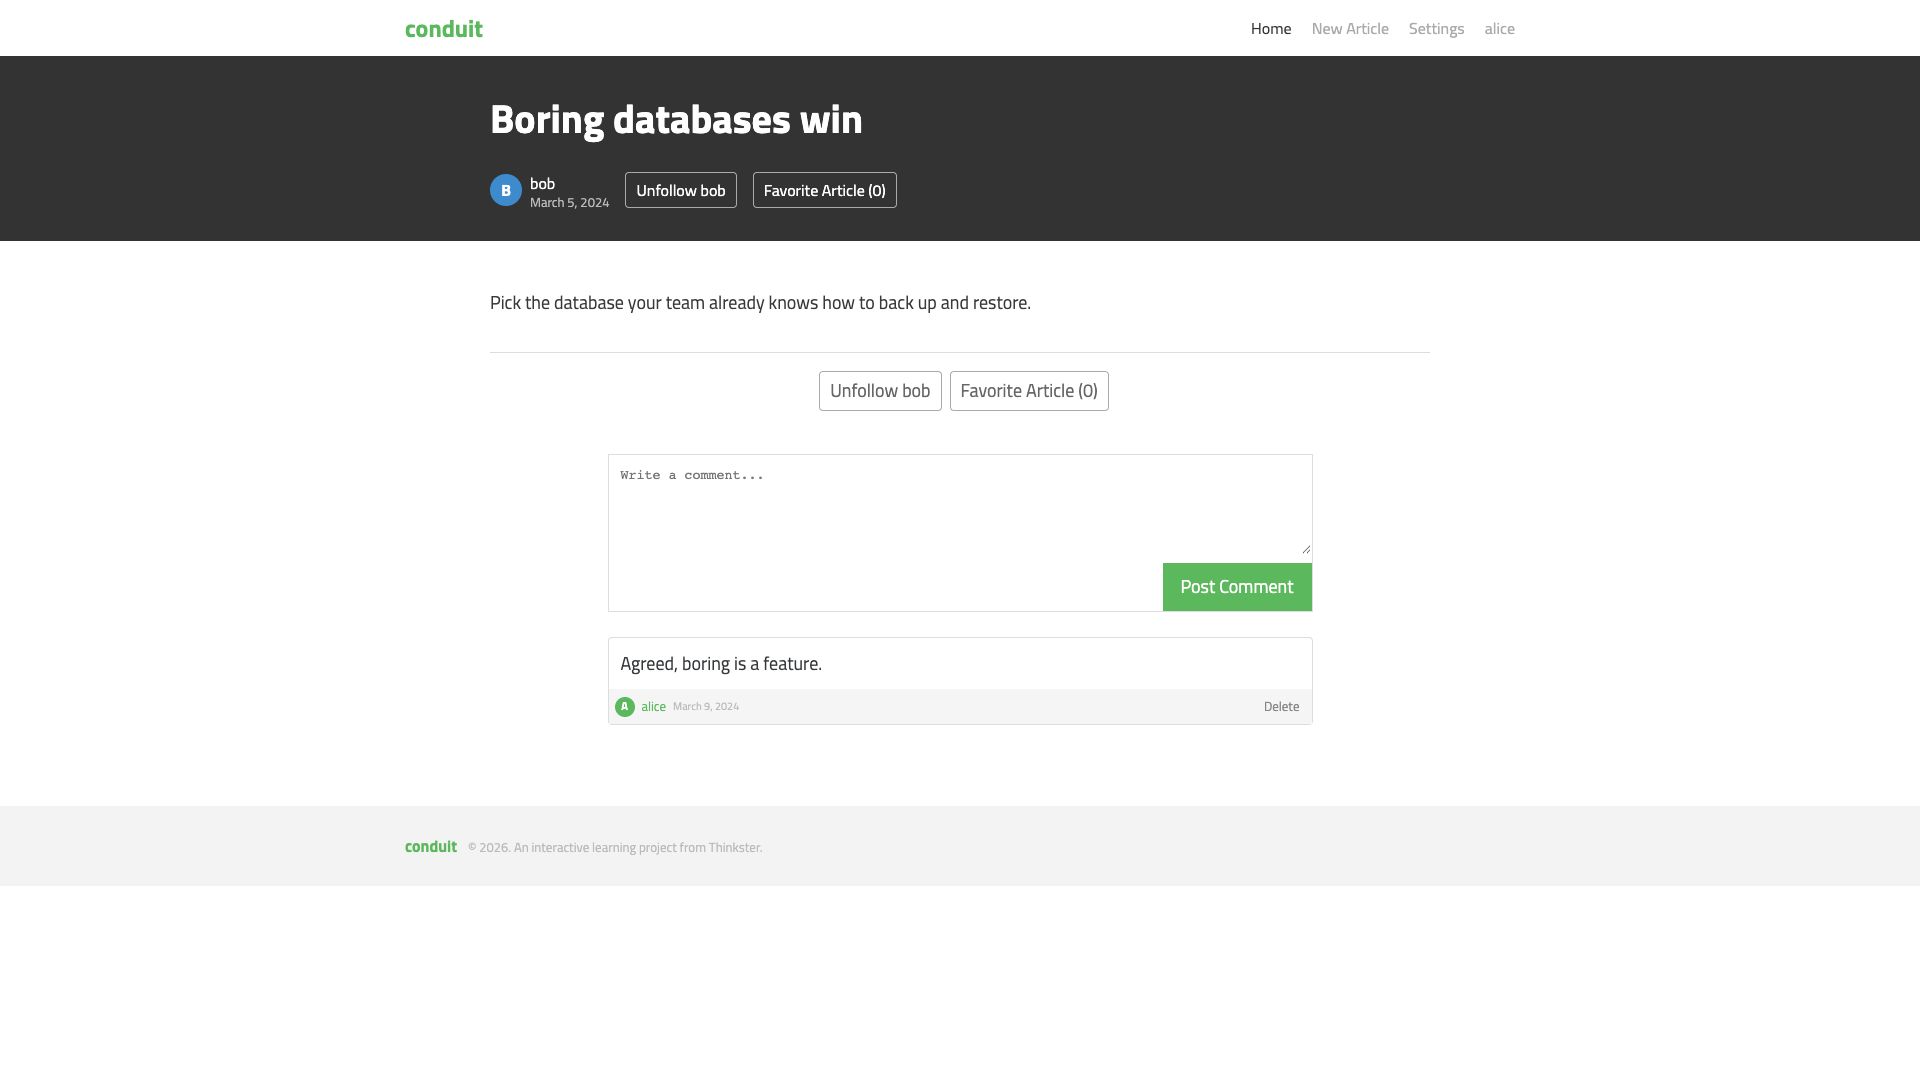 conduit Home New Article Settings alice
Boring databases win
B bob Unfollow bob Favorite Article (0)
March 5, 2024
Pick the database your team already knows how to back up and restore.
Unfollow bob Favorite Article (0)
Write a comment...
Post Comment
Agreed, boring is a feature.
A alice March 9, 2024 Delete
conduit © 2026. An interactive learning project from Thinkster.